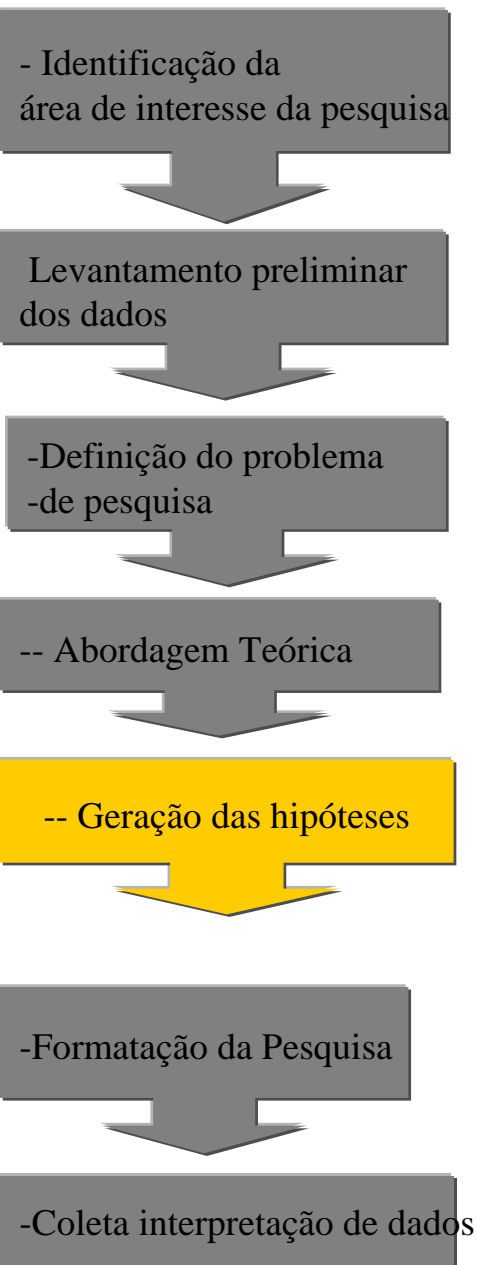 - Identificação da
área de interesse da pesquisa
Levantamento preliminar
dos dados
-Definição do problema
-de pesquisa
-- Abordagem Teórica
-- Geração das hipóteses
-Formatação da Pesquisa
-Coleta interpretação de dados